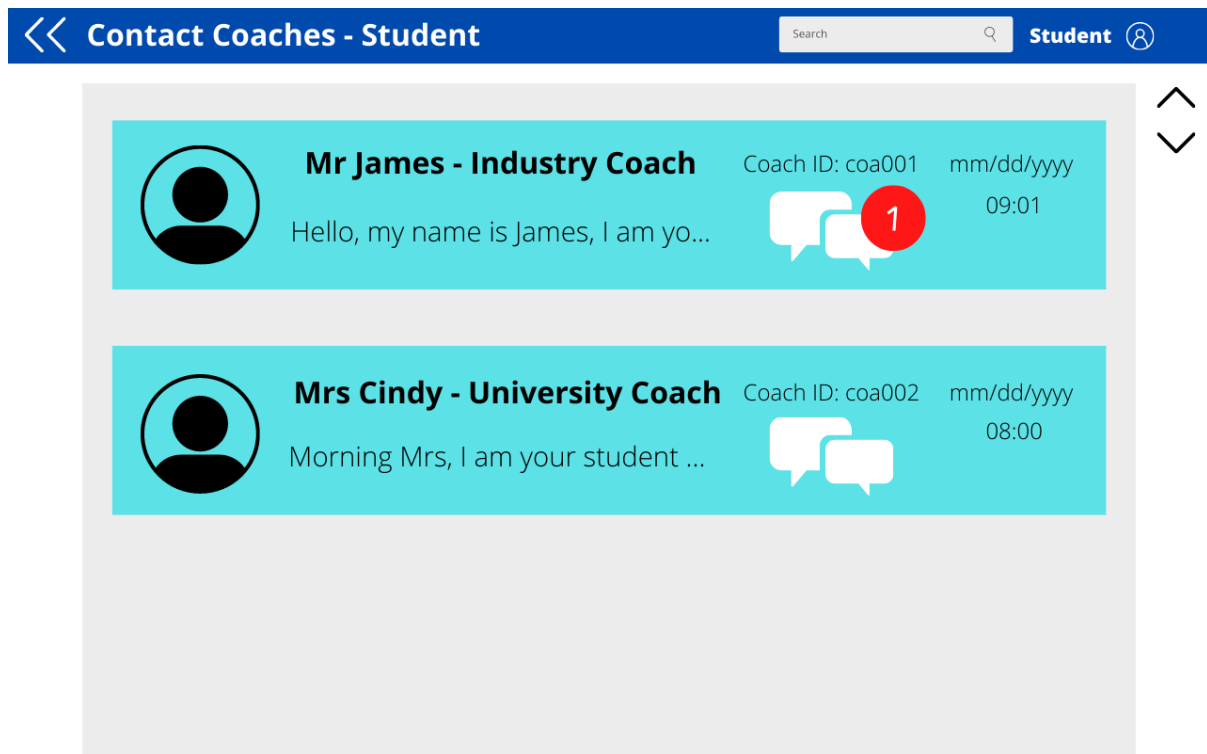 Contact Coaches - Student
Search
Student
Mr James - Industry Coach
Coach ID: coa001
mm/dd/yyyy
09:01
1
Hello, my name is James, I am yo...
Mrs Cindy - University Coach
Coach ID: coa002
mm/dd/yyyy
08:00
Morning Mrs, I am your student ...